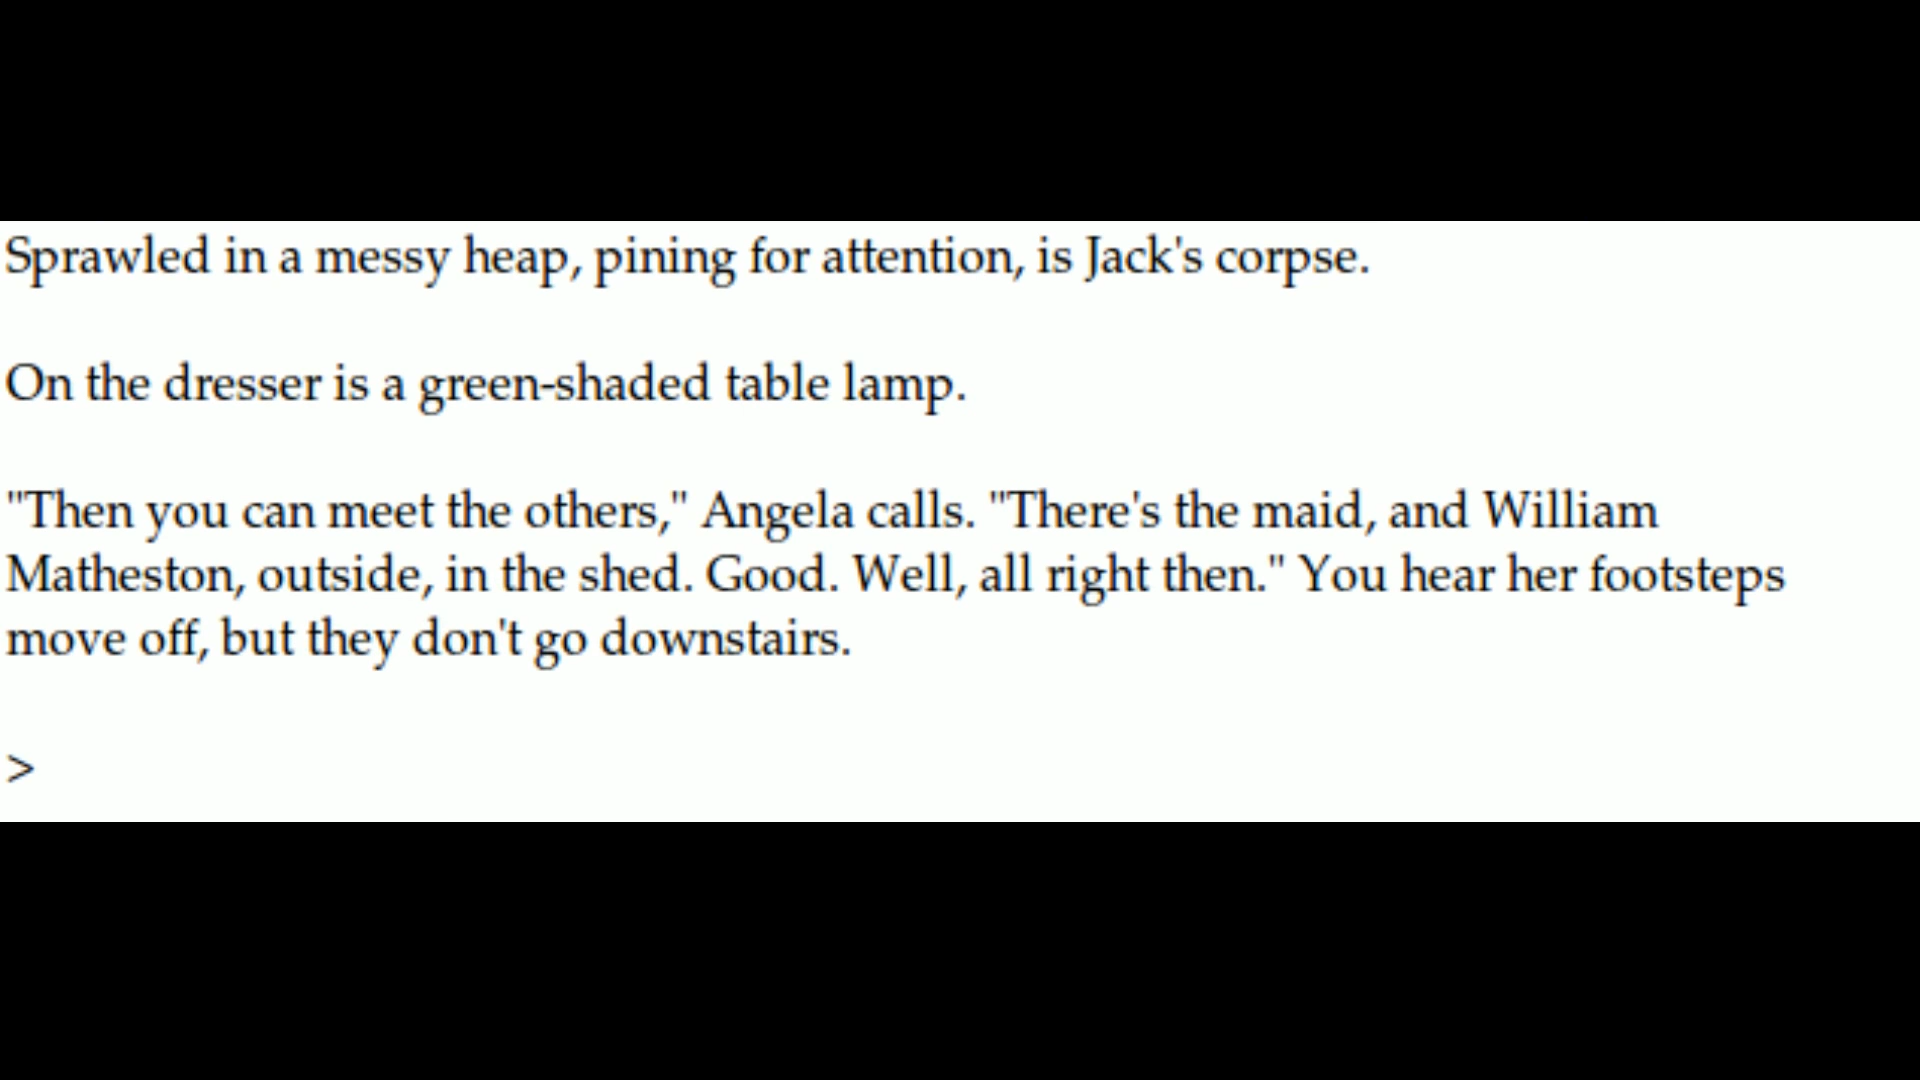 Sprawled in a messy heap, pining for attention, is Jack's corpse.
On the dresser is a green-shaded table lamp.
"Then you can meet the others," Angela calls. "There's the maid, and William
Matheston, outside, in the shed. Good. Well, all right then." You hear her footsteps
move off, but they don't go downstairs.
>